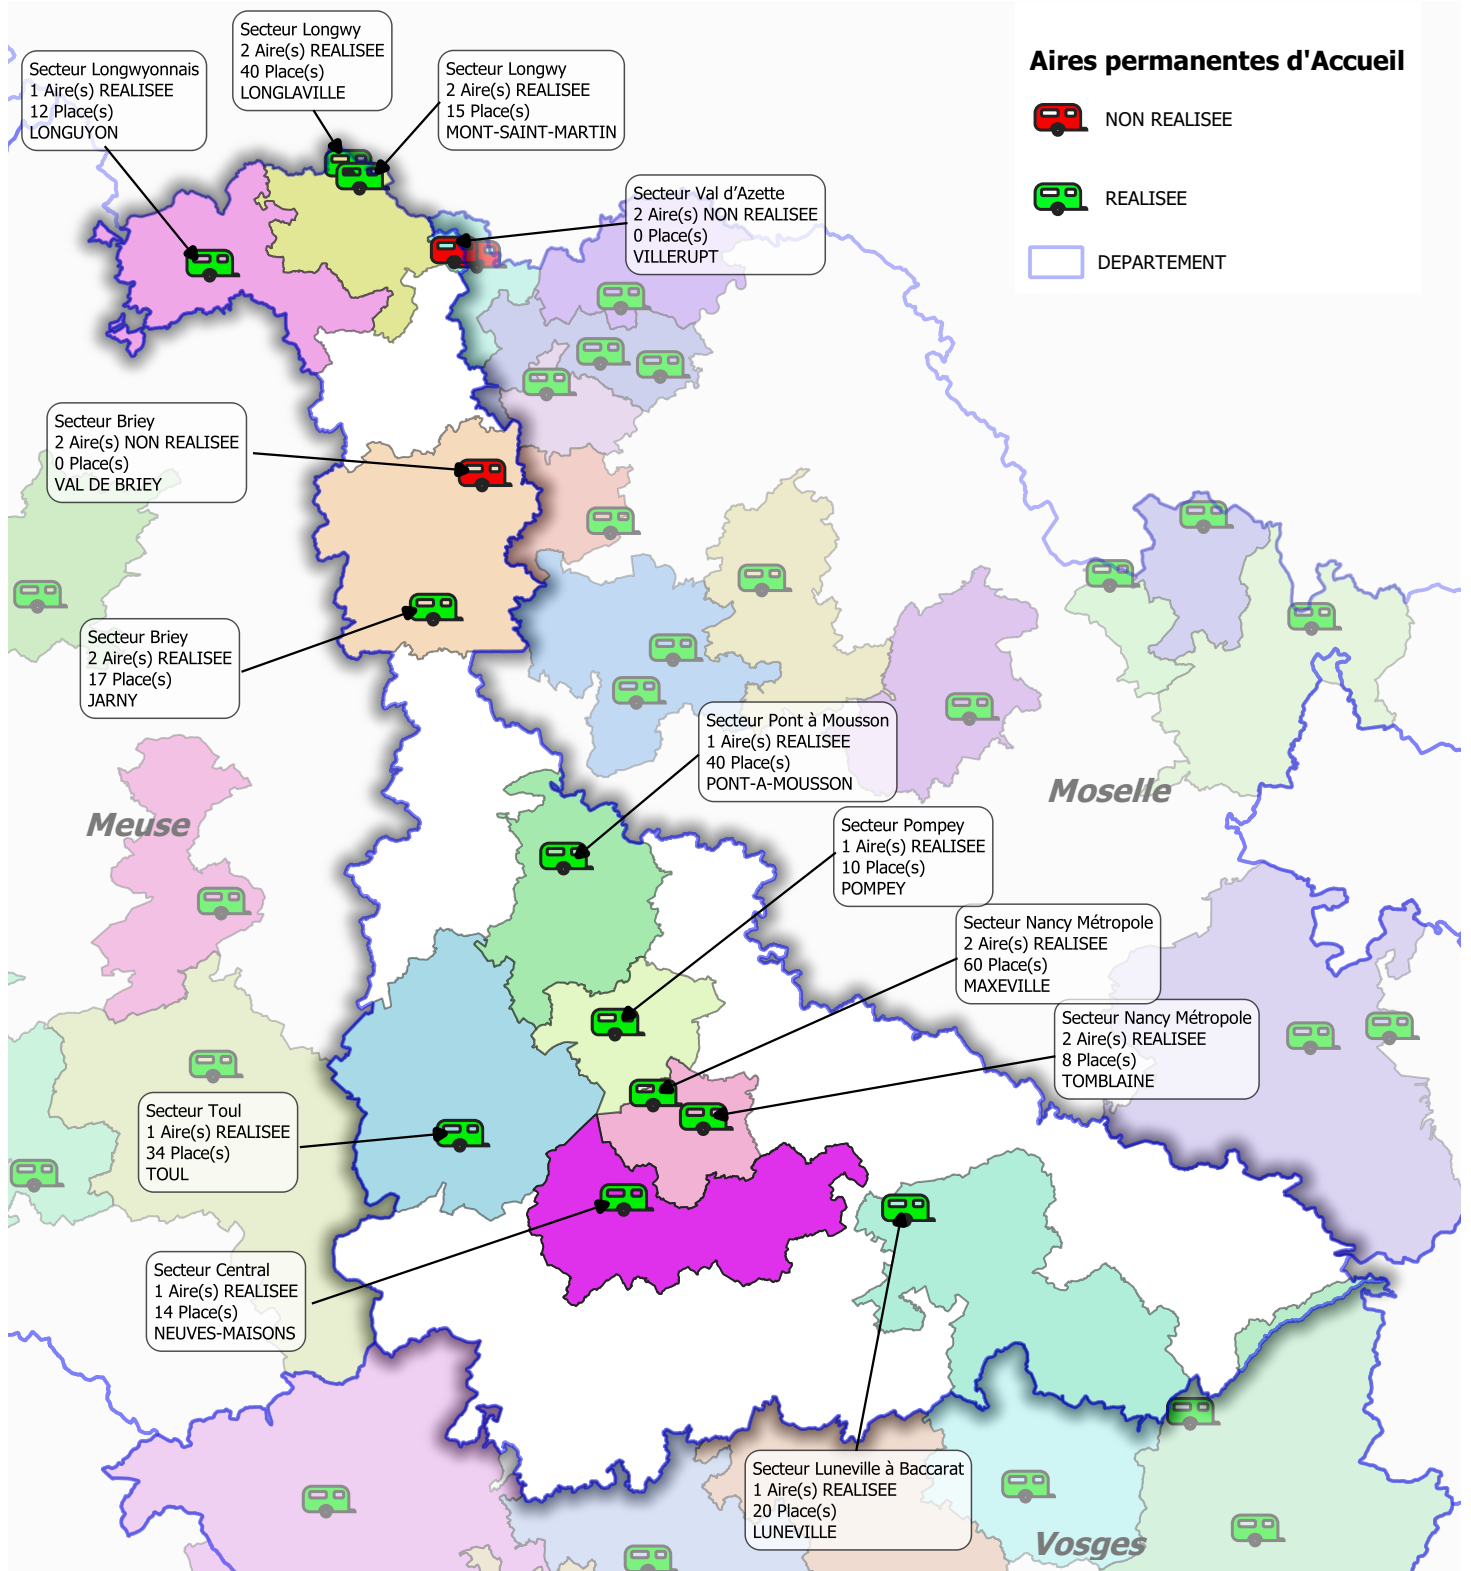 Secteur Longwy
2 Aire(s) REALISEE
40 Place(s)
LONGLAVILLE
Secteur Longwyonnais
1 Aire(s) REALISEE
12 Place(s)
LONGUYON
Secteur Longwy
2 Aire(s) REALISEE
15 Place(s)
MONT-SAINT-MARTIN
Aires permanentes d'Accueil
NON REALISEE
REALISEE
DEPARTEMENT
Secteur Val d’Azette
2 Aire(s) NON REALISEE
0 Place(s)
VILLERUPT
Secteur Briey
2 Aire(s) NON REALISEE
0 Place(s)
VAL DE BRIEY
Secteur Briey
2 Aire(s) REALISEE
17 Place(s)
JARNY
Secteur Pont à Mousson
1 Aire(s) REALISEE
40 Place(s)
PONT-A-MOUSSON
Moselle
Meuse
Secteur Pompey
1 Aire(s) REALISEE
10 Place(s)
POMPEY
Secteur Nancy Métropole
2 Aire(s) REALISEE
60 Place(s)
MAXEVILLE
Secteur Nancy Métropole
2 Aire(s) REALISEE
8 Place(s)
TOMBLAINE
Secteur Toul
1 Aire(s) REALISEE
34 Place(s)
TOUL
Secteur Central
1 Aire(s) REALISEE
14 Place(s)
NEUVES-MAISONS
Secteur Luneville à Baccarat
1 Aire(s) REALISEE
20 Place(s)
LUNEVILLE
Vosges